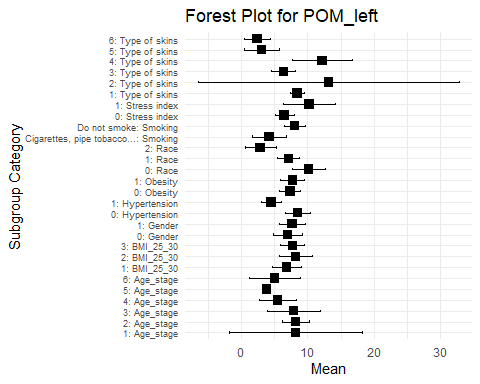 Forest Plot for POM_left
Subgroup Category
6: Type of skins
5: Type of skins
4: Type of skins
3: Type of skins
2: Type of skins
1: Type of skins
1: Stress index
0: Stress index
Do not smoke: Smoking
Cigarettes, pipe tobacco...: Smoking
2: Race
1: Race
0: Race
1: Obesity
0: Obesity
1: Hypertension
0: Hypertension
1: Gender
0: Gender
3: BMI_25_30
2: BMI_25_30
1: BMI_25_30
6: Age_stage
5: Age_stage
4: Age_stage
3: Age_stage
2: Age_stage
1: Age_stage
0 10 20 30
Mean